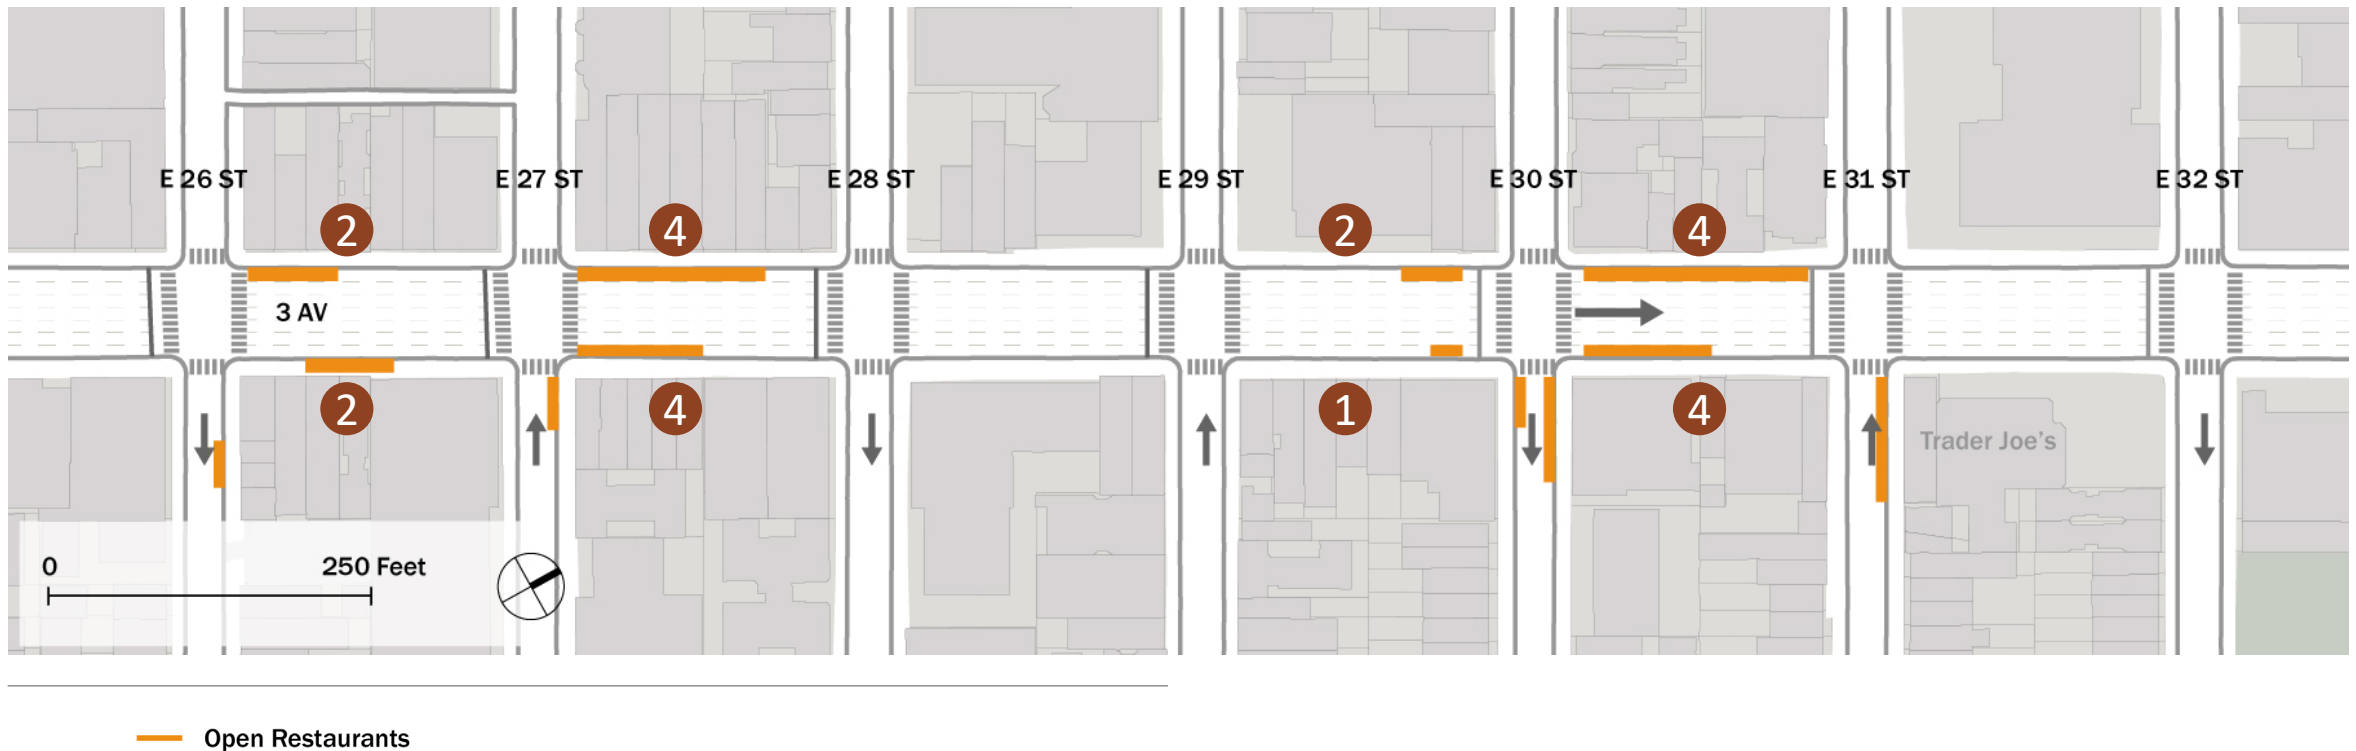 E 26 ST
E 27 ST
E 28 ST
E 29 ST
E 30 ST
E 31 ST
E 32 ST
2
4
2
4
3 AV
2
4
1
4
Trader Joe's
0
250 Feet
Open Restaurants